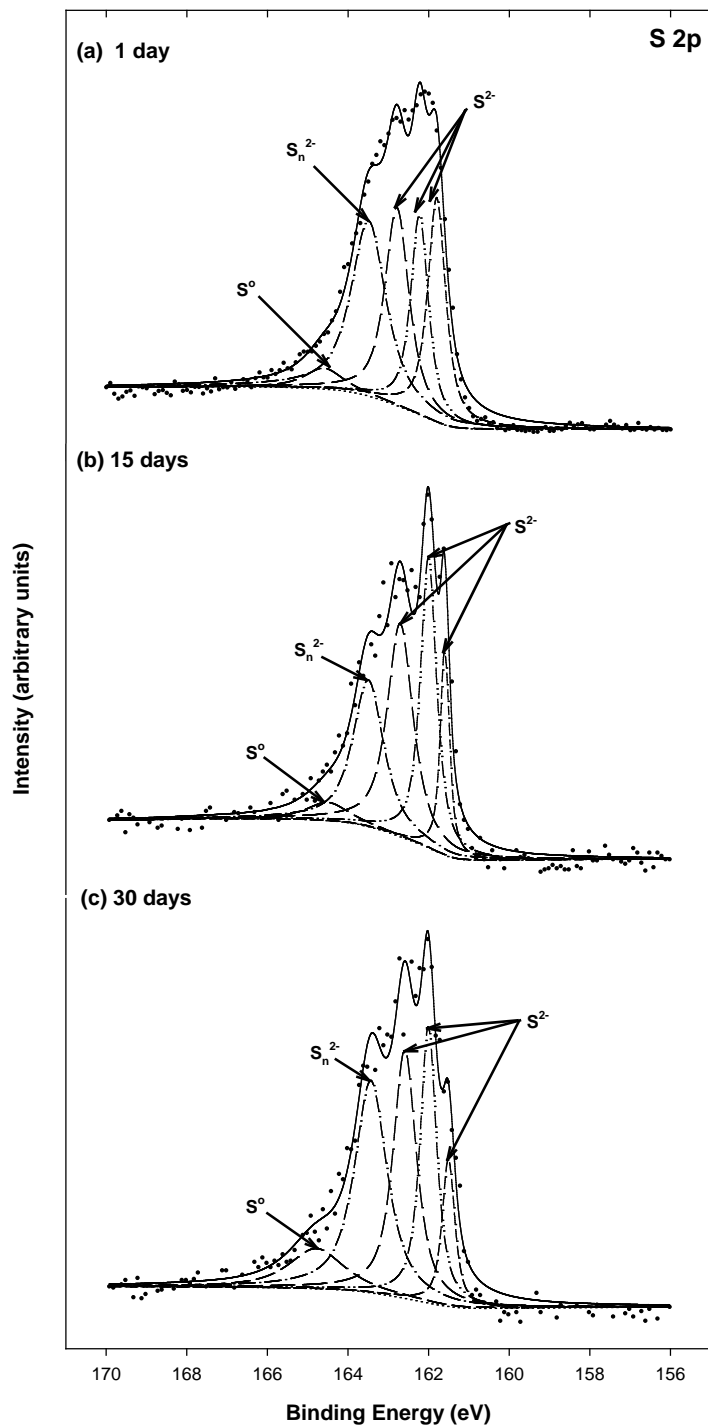 S 2p
(a) 1 day
S²⁻
Sₙ²⁻
Sº
(b) 15 days
S²⁻
Sₙ²⁻
Sº
(c) 30 days
S²⁻
Sₙ²⁻
Sº
Intensity (arbitrary units)
170 168 166 164 162 160 158 156
Binding Energy (eV)